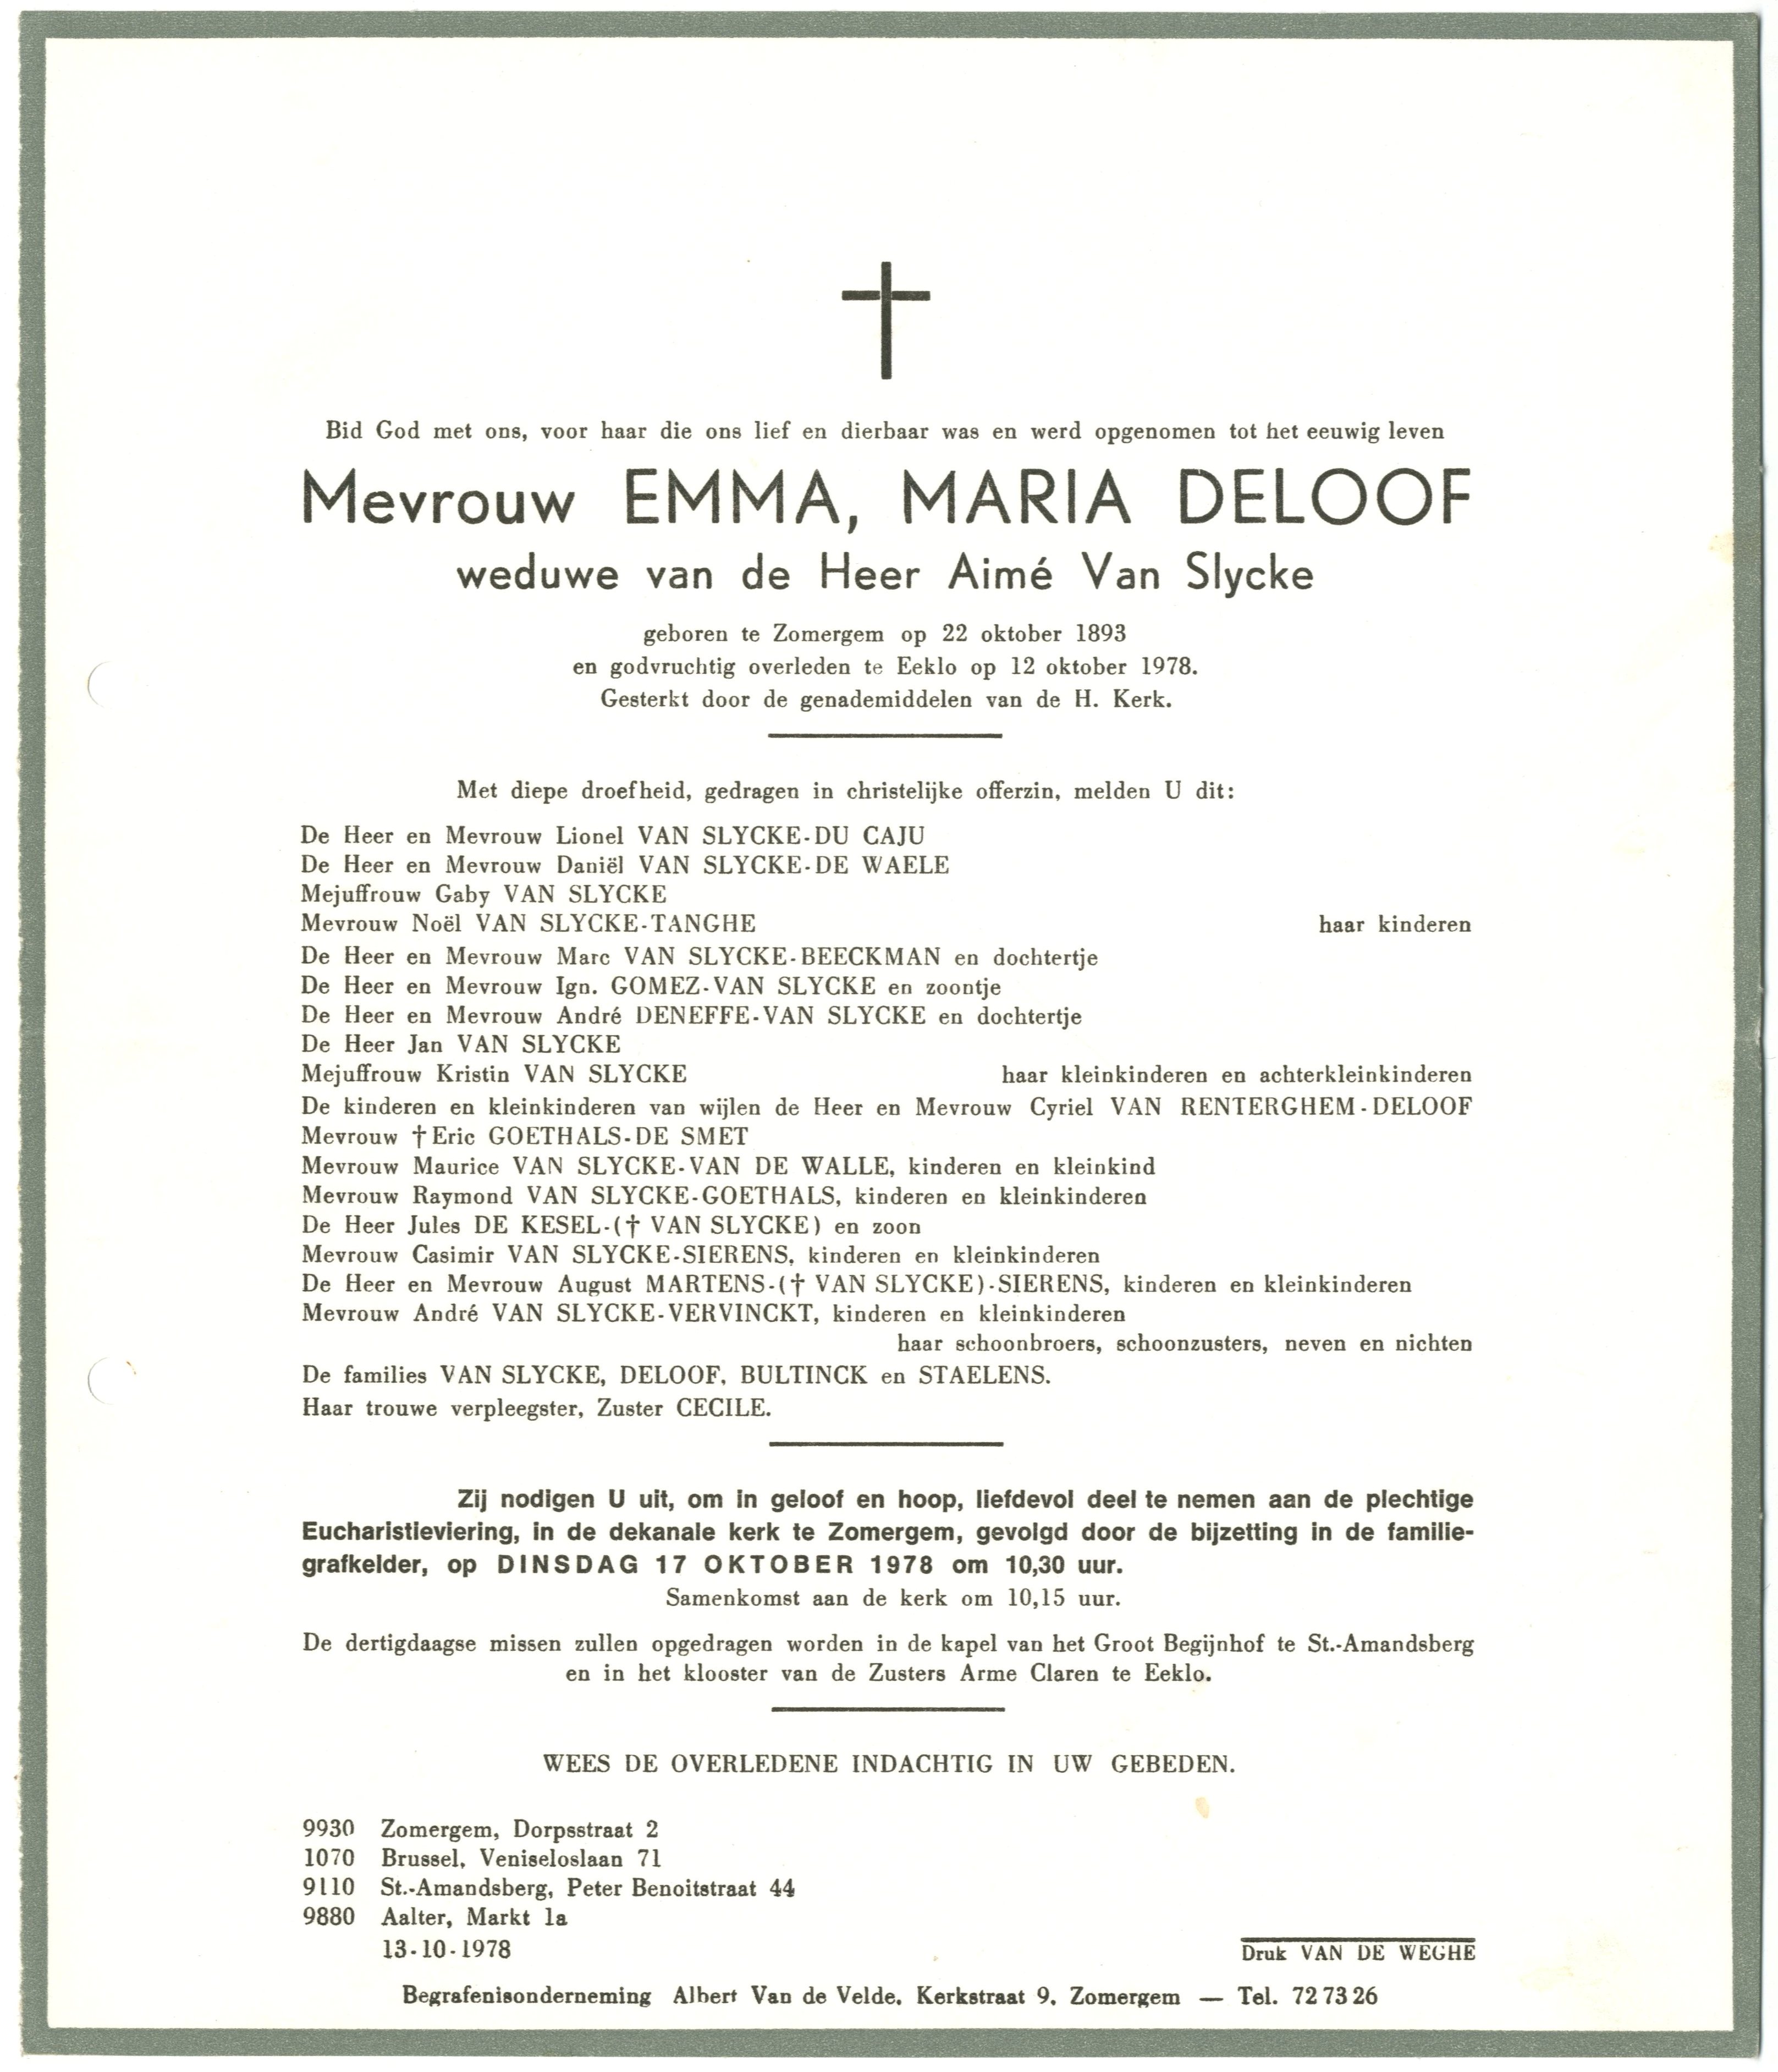 Bid God met ons, voor haar die ons lief en dierbaar was en werd opgenomen tot het eeuwig leven
Mevrouw EMMA, MARIA DELOOF
weduwe van de Heer Aimé Van Slycke
geboren te Zomergem op 22 oktober 1893
en godvruchtig overleden te Eeklo op 12 oktober 1978.
Gesterkt door de genademiddelen van de H. Kerk.
Met diepe droefheid, gedragen in christelijke offerzin, melden U dit:
De Heer en Mevrouw Lionel VAN SLYCKE-DU CAJU
De Heer en Mevrouw Daniël VAN SLYCKE-DE WAELE
Mejuffrouw Gaby VAN SLYCKE
Mevrouw Noël VAN SLYCKE-TANGHE haar kinderen
De Heer en Mevrouw Marc VAN SLYCKE-BEECKMAN en dochtertje
De Heer en Mevrouw Ign. GOMEZ-VAN SLYCKE en zoontje
De Heer en Mevrouw André DENEFFE-VAN SLYCKE en dochtertje
De Heer Jan VAN SLYCKE
Mejuffrouw Kristin VAN SLYCKE haar kleinkinderen en achterkleinkinderen
De kinderen en kleinkinderen van wijlen de Heer en Mevrouw Cyriel VAN RENTERGHEM-DELOOF
Mevrouw †Eric GOETHALS-DE SMET
Mevrouw Maurice VAN SLYCKE-VAN DE WALLE, kinderen en kleinkind
Mevrouw Raymond VAN SLYCKE-GOETHALS, kinderen en kleinkinderen
De Heer Jules DE KESEL-(† VAN SLYCKE) en zoon
Mevrouw Casimir VAN SLYCKE-SIERENS, kinderen en kleinkinderen
De Heer en Mevrouw August MARTENS-(† VAN SLYCKE)-SIERENS, kinderen en kleinkinderen
Mevrouw André VAN SLYCKE-VERVINCKT, kinderen en kleinkinderen
haar schoonbroers, schoonzusters, neven en nichten
De families VAN SLYCKE, DELOOF, BULTINCK en STAELENS.
Haar trouwe verpleegster, Zuster CECILE.
Zij nodigen U uit, om in geloof en hoop, liefdevol deel te nemen aan de plechtige
Eucharistieviering, in de dekanale kerk te Zomergem, gevolgd door de bijzetting in de familie-
grafkelder, op DINSDAG 17 OKTOBER 1978 om 10,30 uur.
Samenkomst aan de kerk om 10,15 uur.
De dertigdaagse missen zullen opgedragen worden in de kapel van het Groot Begijnhof te St.-Amandsberg
en in het klooster van de Zusters Arme Claren te Eeklo.
WEES DE OVERLEDENE INDACHTIG IN UW GEBEDEN.
9930 Zomergem, Dorpsstraat 2
1070 Brussel, Veniseloslaan 71
9110 St.-Amandsberg, Peter Benoitstraat 44
9880 Aalter, Markt 1a
13-10-1978
Druk VAN DE WEGHE
Begrafenisonderneming Albert Van de Velde, Kerkstraat 9, Zomergem — Tel. 72 73 26